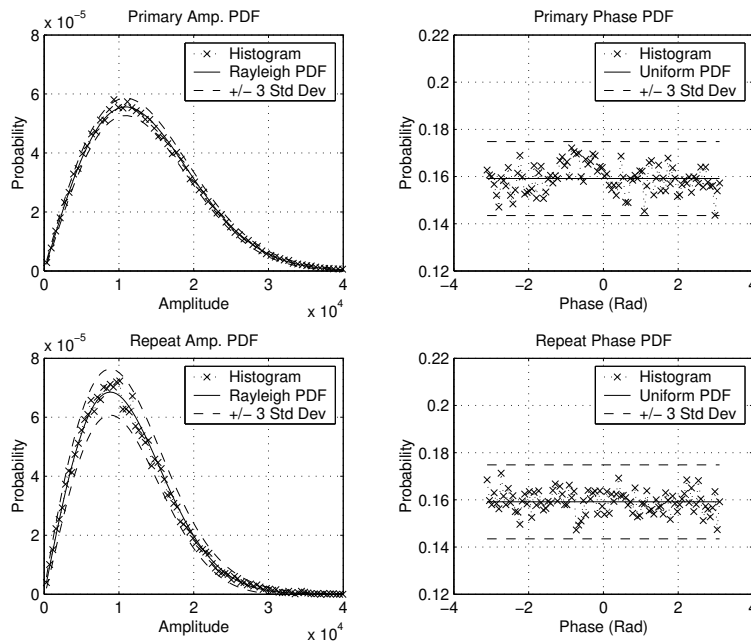 x 10⁻⁵
Primary Amp. PDF
8
6
4
2
0
Probability
Histogram
Rayleigh PDF
+/− 3 Std Dev
0
1
2
3
4
Amplitude
x 10⁴
Primary Phase PDF
0.22
0.2
0.18
0.16
0.14
0.12
Probability
Histogram
Uniform PDF
+/− 3 Std Dev
−4
−2
0
2
4
Phase (Rad)
x 10⁻⁵
Repeat Amp. PDF
8
6
4
2
0
Probability
Histogram
Rayleigh PDF
+/− 3 Std Dev
0
1
2
3
4
Amplitude
x 10⁴
Repeat Phase PDF
0.22
0.2
0.18
0.16
0.14
0.12
Probability
Histogram
Uniform PDF
+/− 3 Std Dev
−4
−2
0
2
4
Phase (Rad)